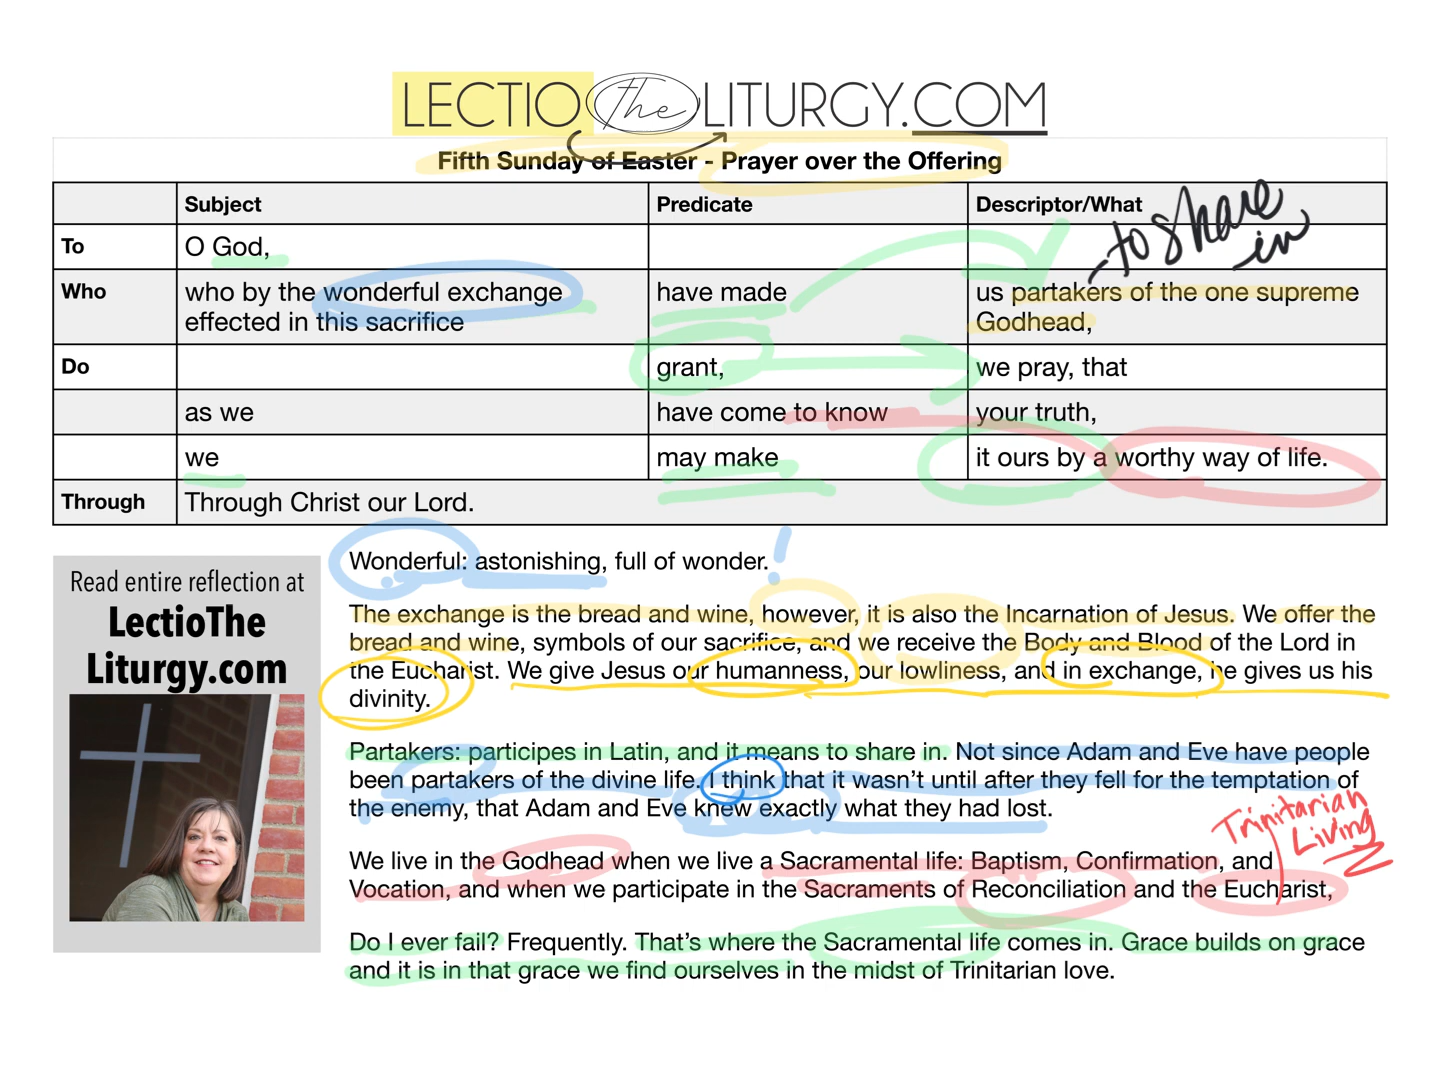 LECTIO the LITURGY.COM
Fifth Sunday of Easter - Prayer over the Offering
Subject Predicate Descriptor/What
-to share
in
To O God,
Who who by the wonderful exchange have made us partakers of the one supreme
effected in this sacrifice Godhead,
Do grant, we pray, that
as we have come to know your truth,
we may make it ours by a worthy way of life.
Through Through Christ our Lord.
Read entire reflection at
LectioThe
Liturgy.com
Wonderful: astonishing, full of wonder. !
The exchange is the bread and wine, however, it is also the Incarnation of Jesus. We offer the
bread and wine, symbols of our sacrifice, and we receive the Body and Blood of the Lord in
the Eucharist. We give Jesus our humanness, our lowliness, and in exchange, he gives us his
divinity.
Partakers: participes in Latin, and it means to share in. Not since Adam and Eve have people
been partakers of the divine life. I think that it wasn't until after they fell for the temptation of
the enemy, that Adam and Eve knew exactly what they had lost.
Trinitarian
Living
We live in the Godhead when we live a Sacramental life: Baptism, Confirmation, and
Vocation, and when we participate in the Sacraments of Reconciliation and the Eucharist,
Do I ever fail? Frequently. That's where the Sacramental life comes in. Grace builds on grace
and it is in that grace we find ourselves in the midst of Trinitarian love.